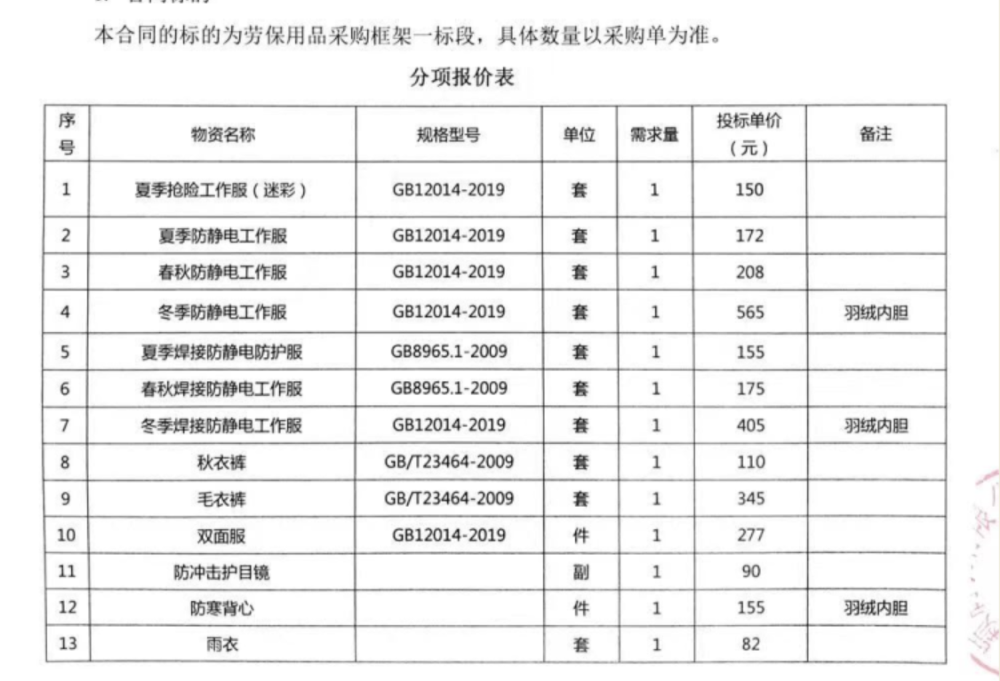 本合同的标的为劳保用品采购框架一标段，具体数量以采购单为准。
分项报价表
序号 物资名称 规格型号 单位 需求量 投标单价（元） 备注
1 夏季抢险工作服（迷彩） GB12014-2019 套 1 150
2 夏季防静电工作服 GB12014-2019 套 1 172
3 春秋防静电工作服 GB12014-2019 套 1 208
4 冬季防静电工作服 GB12014-2019 套 1 565 羽绒内胆
5 夏季焊接防静电防护服 GB8965.1-2009 套 1 155
6 春秋焊接防静电工作服 GB8965.1-2009 套 1 175
7 冬季焊接防静电工作服 GB12014-2019 套 1 405 羽绒内胆
8 秋衣裤 GB/T23464-2009 套 1 110
9 毛衣裤 GB/T23464-2009 套 1 345
10 双面服 GB12014-2019 件 1 277
11 防冲击护目镜 副 1 90
12 防寒背心 件 1 155 羽绒内胆
13 雨衣 套 1 82